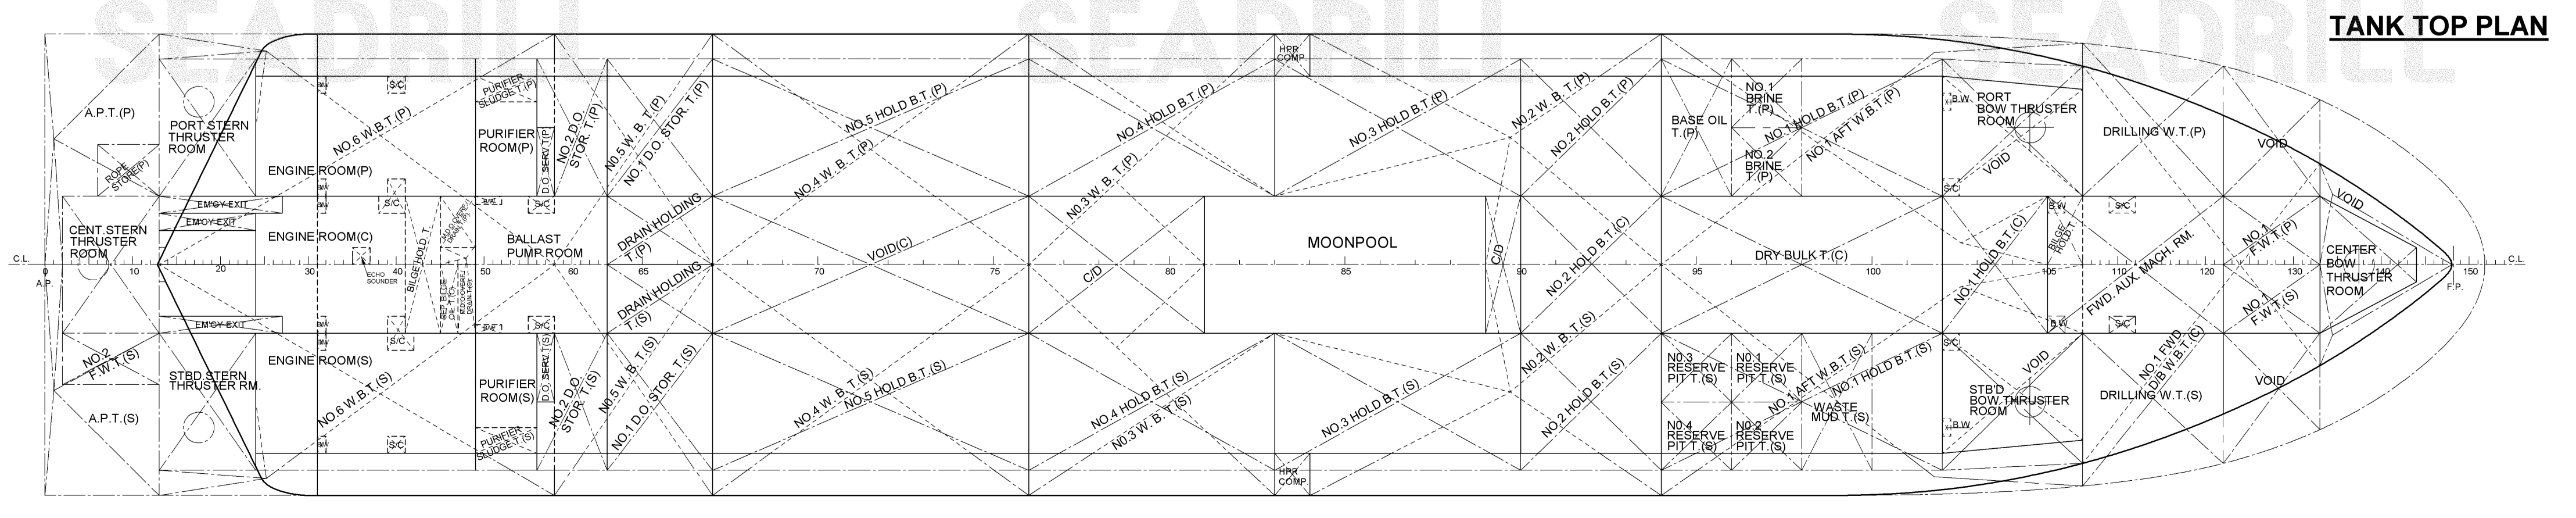 SEADRILL SEADRILL SEADRILL
TANK TOP PLAN
A.P.T.(P)
ROPE
STORE(P)
PORT STERN
THRUSTER
ROOM
ENGINE ROOM(P)
NO.6 W.B.T.(P)
B.W
S/C
PURIFIER
SLUDGE T.(P)
PURIFIER
ROOM(P)
D.O. SERV.T(P)
NO.2 D.O.
STOR. T.(P)
NO.5 W. B. T.(P)
NO.1 D.O. STOR. T.(P)
NO.5 HOLD B.T.(P)
NO.4 W. B. T.(P)
NO.4 HOLD B.T.(P)
NO.3 W. B. T.(P)
HPR
COMP.
NO.3 HOLD B.T.(P)
NO.2 W. B. T.(P)
NO.2 HOLD B.T.(P)
BASE OIL
T.(P)
NO.1
BRINE
T.(P)
NO.2
BRINE
T.(P)
NO.1 HOLD B.T.(P)
NO.1 AFT W.B.T.(P)
B.W
PORT
BOW THRUSTER
ROOM
VOID
S/C
DRILLING W.T.(P)
VOID
VOID
CENT.STERN
THRUSTER
ROOM
EM'CY EXIT
EM'CY EXIT
B.W
B.W
S/C
ENGINE ROOM(C)
ECHO
SOUNDER
BILGE HOLD. T.
S/C
BALLAST
PUMP ROOM
DRAIN HOLDING
T.(P)
DRAIN HOLDING
T.(S)
VOID(C)
C/D
MOONPOOL
C/D
NO.2 HOLD B.T.(C)
NO.2 HOLD B.T.(S)
DRY BULK T.(C)
NO.1 HOLD B.T.(C)
B.W
BILGE
HOLD.T.
S/C
FWD. AUX. MACH. RM.
NO.1
F.W.T.(P)
NO.1
F.W.T.(S)
CENTER
BOW
THRUSTER
ROOM
C.L. 0 10 20 30 40 50 60 65 70 75 80 85 90 95 100 105 110 120 130 140 150 C.L.
A.P. F.P.
EM'CY EXIT
B.W
B.W
S/C
S/C
B.W
S/C
NO.2
F.W.T.(S)
A.P.T.(S)
STBD.STERN
THRUSTER RM.
ENGINE ROOM(S)
NO.6 W.B.T.(S)
B.W
S/C
PURIFIER
ROOM(S)
D.O. SERV.T(S)
PURIFIER
SLUDGE T.(S)
NO.2 D.O
STOR. T.(S)
NO.5 W. B. T.(S)
NO.1 D.O. STOR. T.(S)
NO.4 W. B. T.(S)
NO.5 HOLD B.T.(S)
NO.4 HOLD B.T.(S)
NO.3 W. B. T.(S)
HPR
COMP.
NO.3 HOLD B.T.(S)
NO.2 W. B. T.(S)
NO.2 HOLD B.T.(S)
NO.3
RESERVE
PIT T.(S)
NO.1
RESERVE
PIT T.(S)
NO.4
RESERVE
PIT T.(S)
NO.2
RESERVE
PIT T.(S)
NO.1 AFT W.B.T.(S)
NO.1 HOLD B.T.(S)
WASTE
MUD T.(S)
S/C
B.W
STB'D
BOW THRUSTER
ROOM
VOID
NO.1 FWD
D/B W.B.T.(C)
DRILLING W.T.(S)
VOID